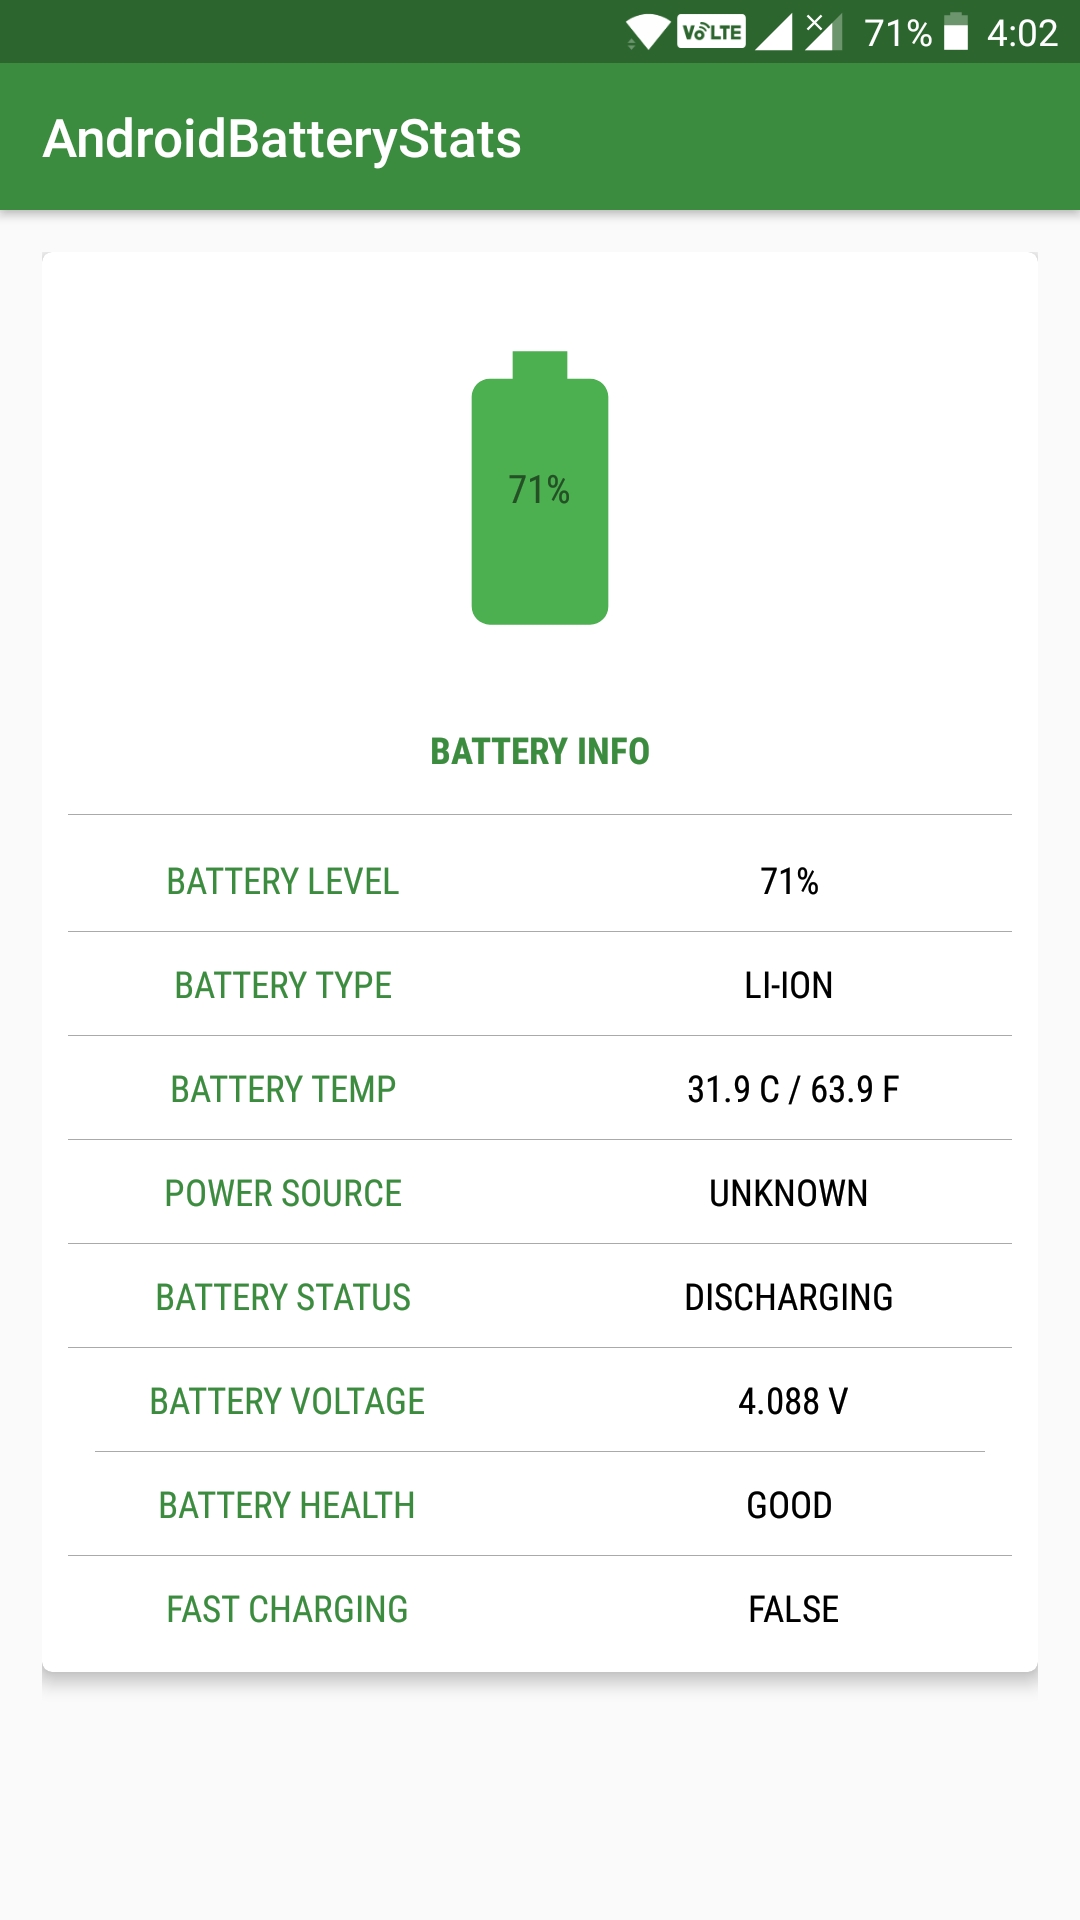 VoLTE 71% 4:02
AndroidBatteryStats
71%
BATTERY INFO
BATTERY LEVEL 71%
BATTERY TYPE LI-ION
BATTERY TEMP 31.9 C / 63.9 F
POWER SOURCE UNKNOWN
BATTERY STATUS DISCHARGING
BATTERY VOLTAGE 4.088 V
BATTERY HEALTH GOOD
FAST CHARGING FALSE